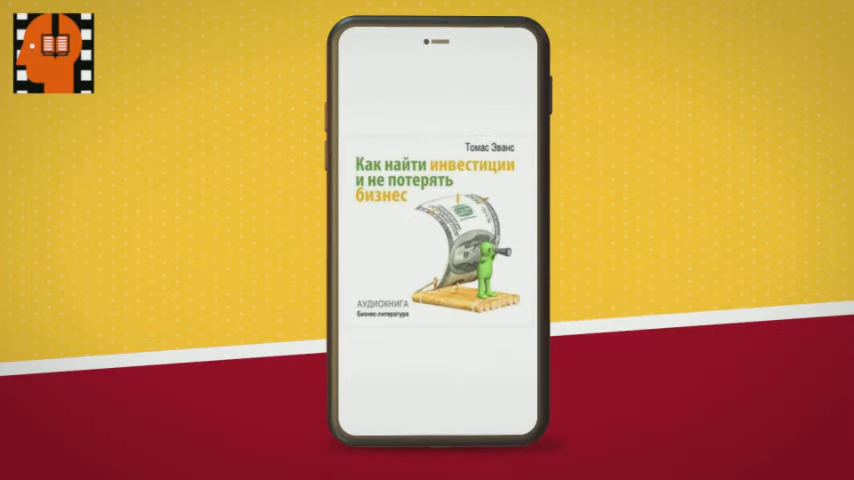 Томас Эванс
Как найти инвестиции
и не потерять
бизнес
АУДИОКНИГА
Бизнес литература